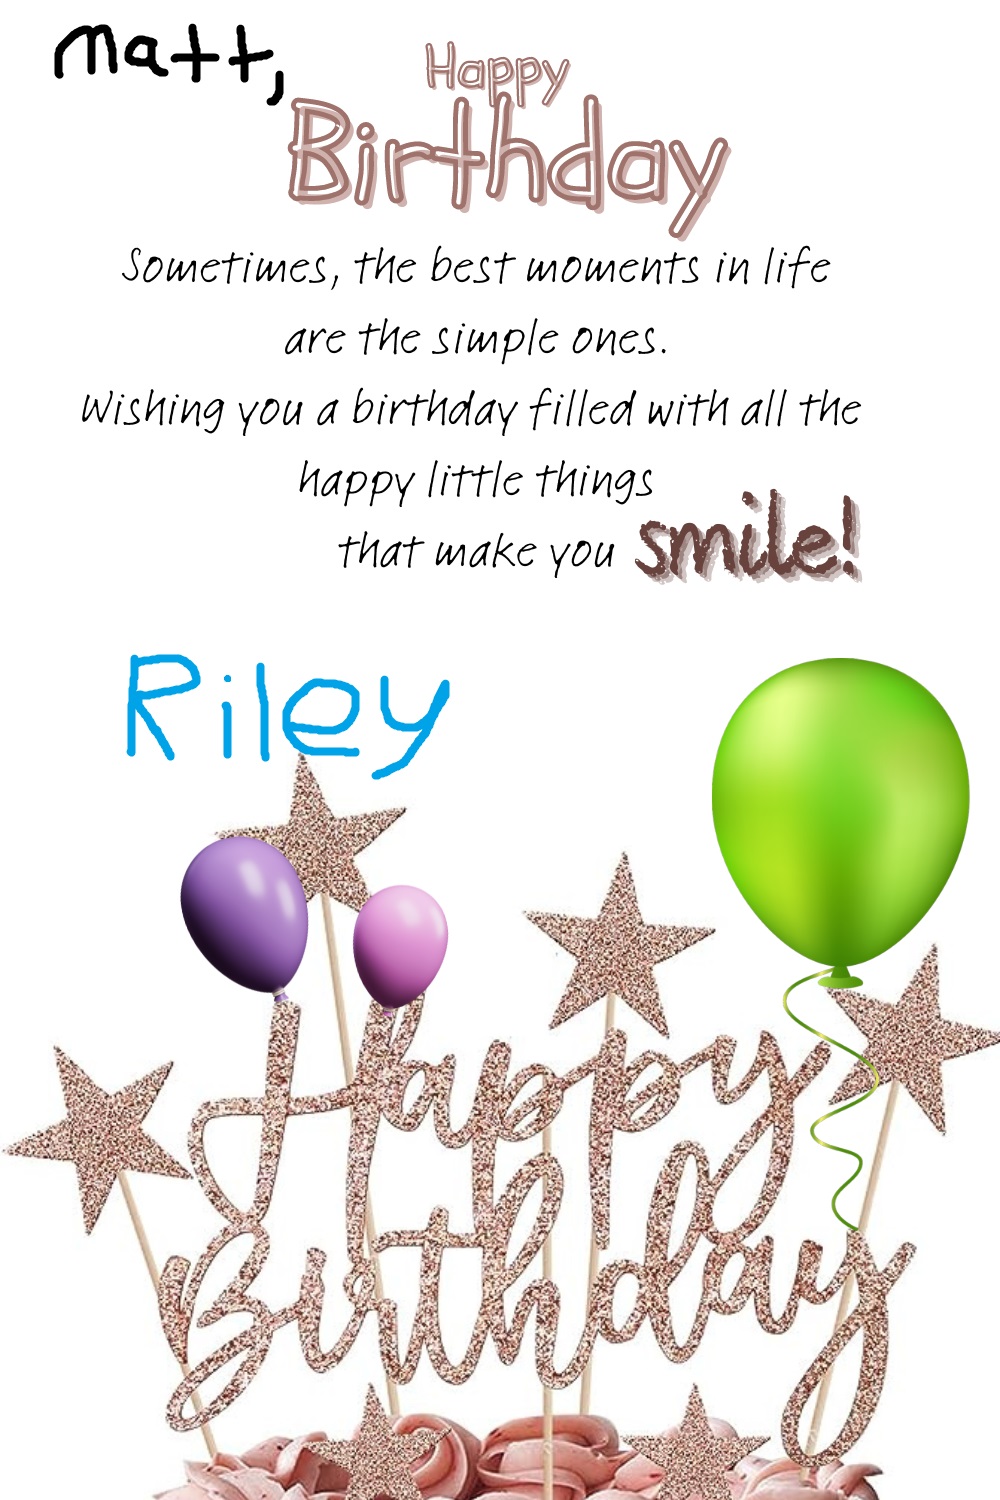 Matt,
Happy
Birthday
Sometimes, the best moments in life
are the simple ones.
Wishing you a birthday filled with all the
happy little things
that make you smile!
Riley
Happy
Birthday